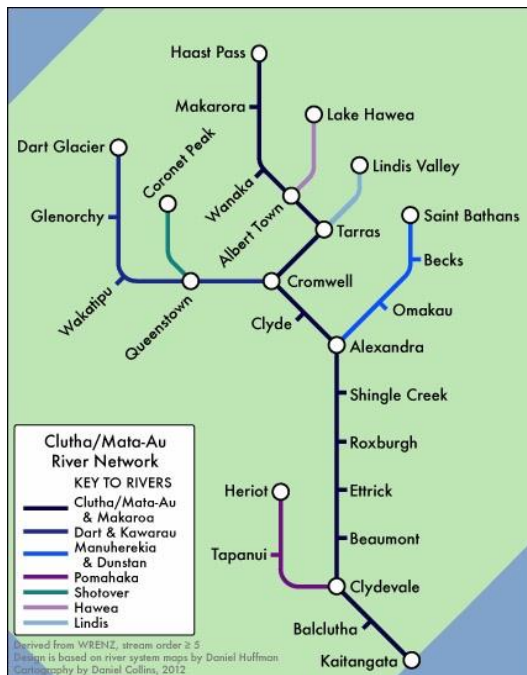 Haast Pass
Makarora
Lake Hawea
Dart Glacier
Coronet Peak
Lindis Valley
Wanaka
Glenorchy
Albert Town
Saint Bathans
Tarras
Becks
Wakatipu
Queenstown
Cromwell
Omakau
Clyde
Alexandra
Shingle Creek
Roxburgh
Heriot
Ettrick
Beaumont
Tapanui
Clydevale
Balclutha
Kaitangata
Clutha/Mata-Au
River Network
KEY TO RIVERS
Clutha/Mata-Au
& Makaroa
Dart & Kawarau
Manuherekia
& Dunstan
Pomahaka
Shotover
Hawea
Lindis
Derived from WRENZ, stream order ≥ 5
Design is based on river system maps by Daniel Huffman
Cartography by Daniel Collins, 2012